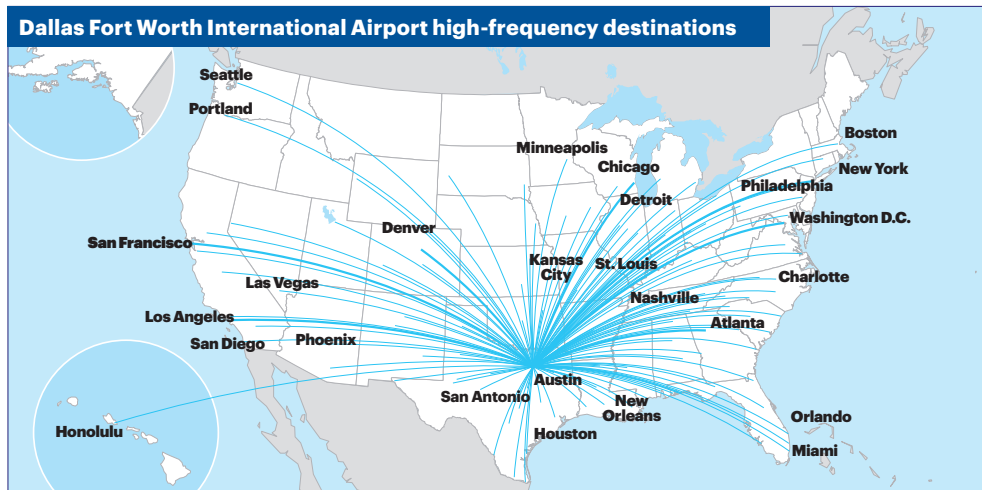 Dallas Fort Worth International Airport high-frequency destinations
Seattle
Portland
Minneapolis
Boston
Chicago
New York
Detroit
Philadelphia
Washington D.C.
Denver
San Francisco
Kansas
City
St. Louis
Charlotte
Las Vegas
Nashville
Los Angeles
Atlanta
San Diego
Phoenix
Austin
San Antonio
New
Orleans
Orlando
Honolulu
Houston
Miami